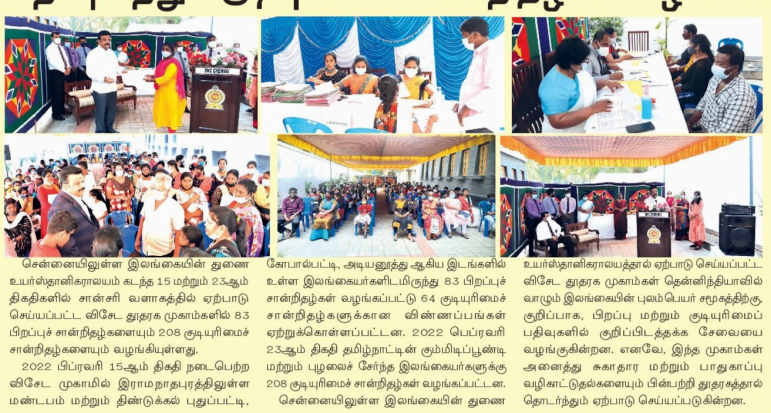 DHC CHENNAI
சென்னையிலுள்ள இலங்கையின் துணை
உயர்ஸ்தானிகராலயம் கடந்த 15 மற்றும் 23ஆம்
திகதிகளில் சான்சரி வளாகத்தில் ஏற்பாடு
செய்யப்பட்ட விசேட தூதரக முகாம்களில் 83
பிறப்புச் சான்றிதழ்களையும் 208 குடியுரிமைச்
சான்றிதழ்களையும் வழங்கியுள்ளது.
2022 பிப்ரவரி 15ஆம் திகதி நடைபெற்ற
விசேட முகாமில் இராமநாதபுரத்திலுள்ள
மண்டபம் மற்றும் திண்டுக்கல் புதுப்பட்டி,
கோபால்பட்டி, அடியனூத்து ஆகிய இடங்களில்
உள்ள இலங்கையர்களிடமிருந்து 83 பிறப்புச்
சான்றிதழ்கள் வழங்கப்பட்டு 64 குடியுரிமைச்
சான்றிதழ்களுக்கான விண்ணப்பங்கள்
ஏற்றுக்கொள்ளப்பட்டன. 2022 பெப்ரவரி
23ஆம் திகதி தமிழ்நாட்டின் கும்மிடிப்பூண்டி
மற்றும் புழலைச் சேர்ந்த இலங்கையர்களுக்கு
208 குடியுரிமைச் சான்றிதழ்கள் வழங்கப்பட்டன.
சென்னையிலுள்ள இலங்கையின் துணை
உயர்ஸ்தானிகராலயத்தால் ஏற்பாடு செய்யப்பட்ட
விசேட தூதரக முகாம்கள் தென்னிந்தியாவில்
வாழும் இலங்கையின் புலம்பெயர் சமூகத்திற்கு,
குறிப்பாக, பிறப்பு மற்றும் குடியுரிமைப்
பதிவுகளில் குறிப்பிடத்தக்க சேவையை
வழங்குகின்றன. எனவே, இந்த முகாம்கள்
அனைத்து சுகாதார மற்றும் பாதுகாப்பு
வழிகாட்டுதல்களையும் பின்பற்றி தூதரகத்தால்
தொடர்ந்தும் ஏற்பாடு செய்யப்படுகின்றன.